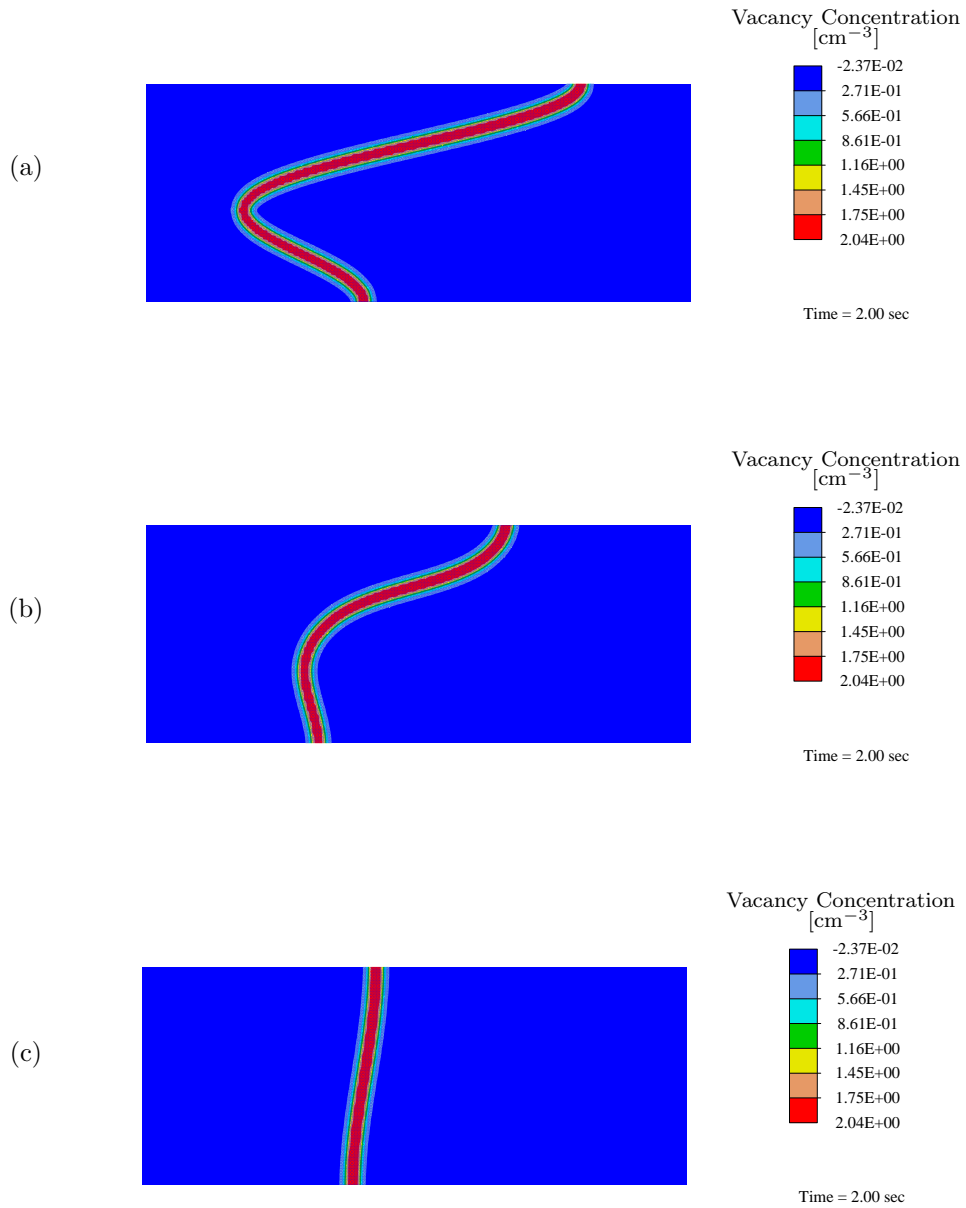 Vacancy Concentration
[cm−3]
-2.37E-02
2.71E-01
5.66E-01
8.61E-01
1.16E+00
1.45E+00
1.75E+00
2.04E+00
(a)
Time = 2.00 sec
Vacancy Concentration
[cm−3]
-2.37E-02
2.71E-01
5.66E-01
8.61E-01
1.16E+00
1.45E+00
1.75E+00
2.04E+00
(b)
Time = 2.00 sec
Vacancy Concentration
[cm−3]
-2.37E-02
2.71E-01
5.66E-01
8.61E-01
1.16E+00
1.45E+00
1.75E+00
2.04E+00
(c)
Time = 2.00 sec